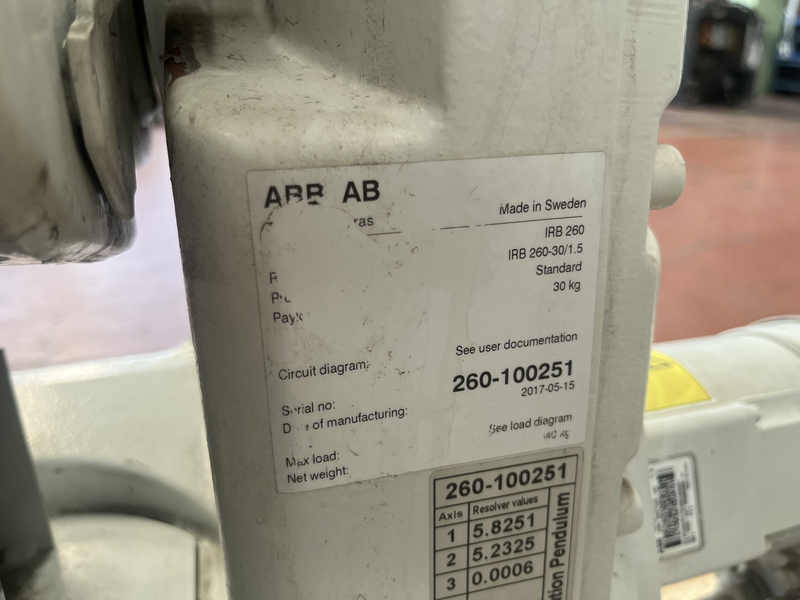 ABB AB
Made in Sweden
IRB 260
IRB 260-30/1.5
Standard
30 kg
Circuit diagram: See user documentation
Serial no: 260-100251
of manufacturing: 2017-05-15
Max load: See load diagram
Net weight:
260-100251
Axis Resolver values
1 5.8251
2 5.2325
3 0.0006
Pendulum